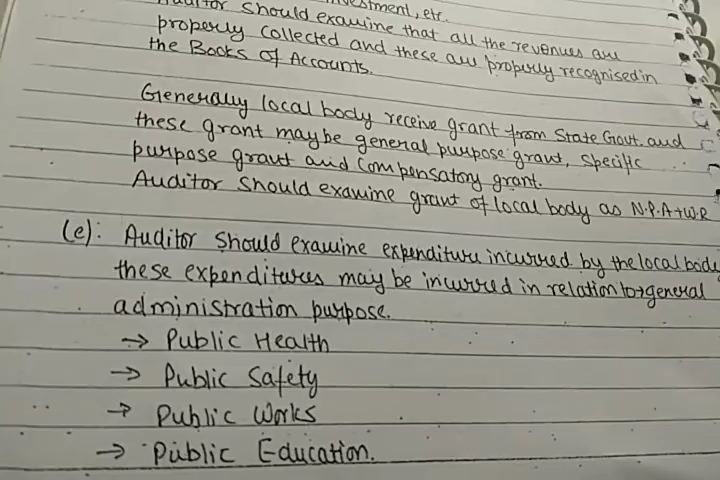 Auditor should examine that all the revenues are
properly collected and these are properly recognised in
the Books of Accounts.
Generally local body receive grant from State Govt. and
these grant may be general purpose grant, specific
purpose grant and compensatory grant.
Auditor should examine grant of local body as N.P.A+W.R
(e): Auditor should examine expenditure incurred by the local body
these expenditures may be incurred in relation to→general
administration purpose.
→ Public Health
→ Public Safety
→ Public Works
→ Public Education.